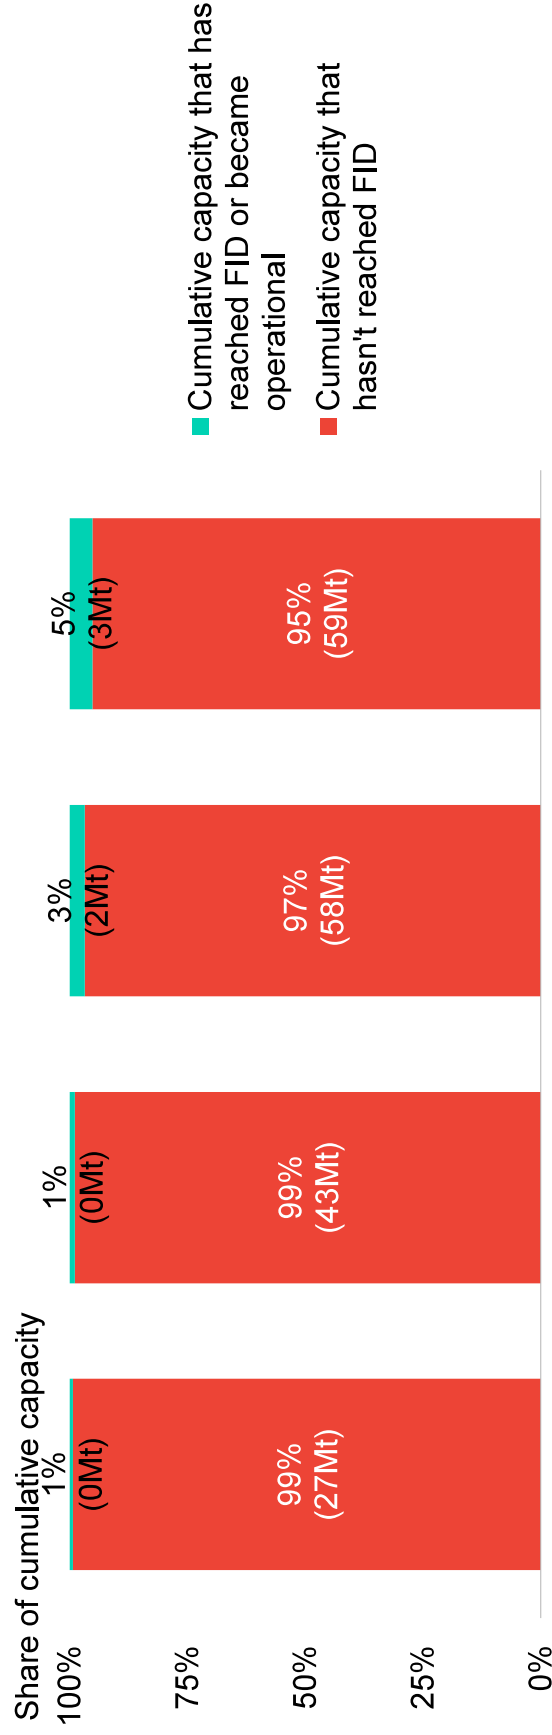 Share of cumulative capacity
100%
75%
50%
25%
0%
1%
(0Mt)
99%
(27Mt)
1%
(0Mt)
99%
(43Mt)
3%
(2Mt)
97%
(58Mt)
5%
(3Mt)
95%
(59Mt)
Cumulative capacity that has
reached FID or became
operational
Cumulative capacity that
hasn't reached FID